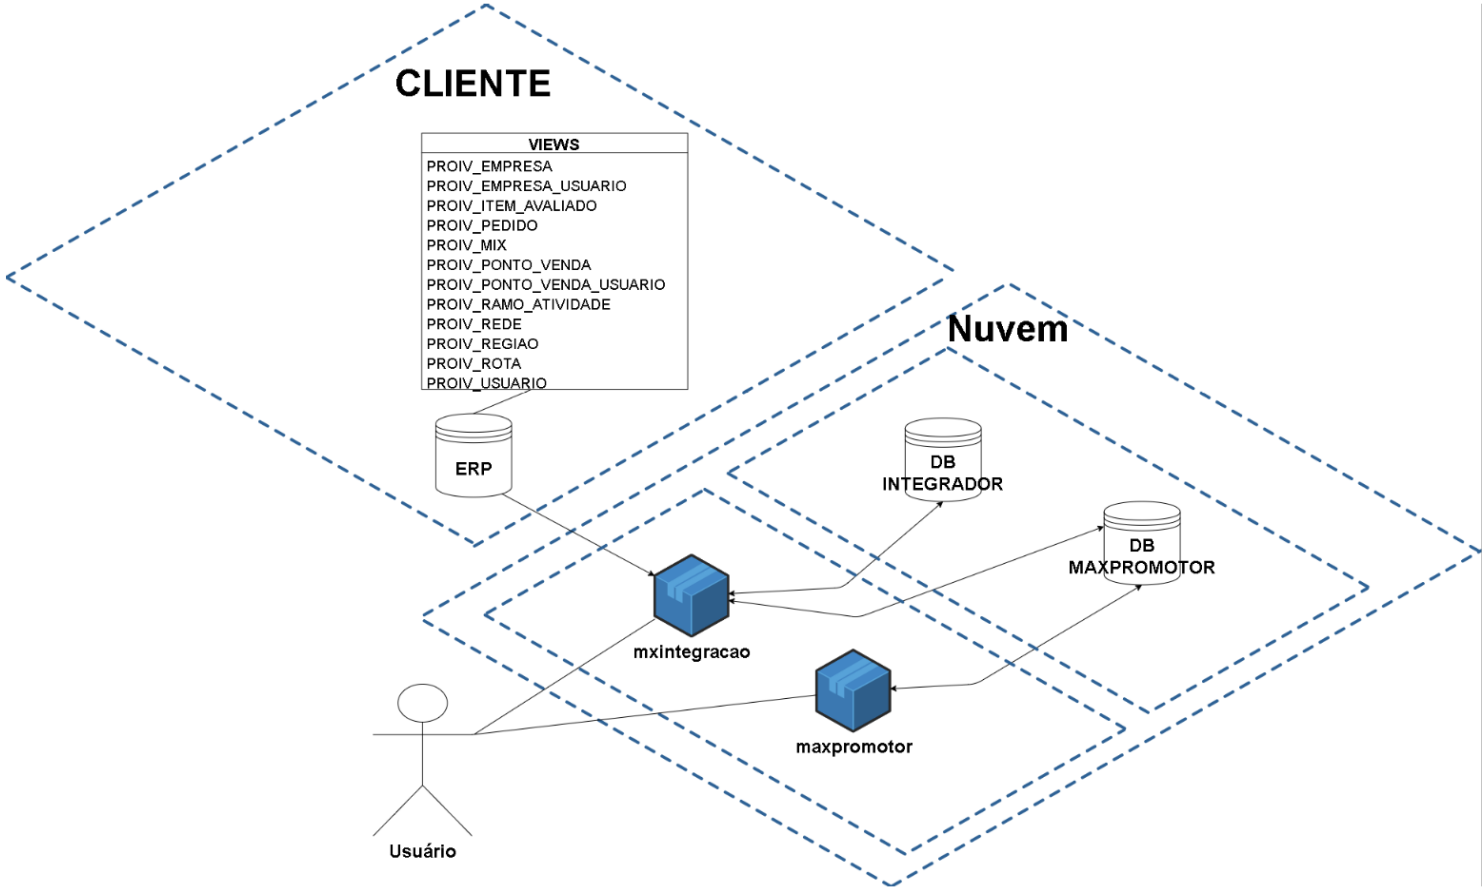 CLIENTE
VIEWS
PROIV_EMPRESA
PROIV_EMPRESA_USUARIO
PROIV_ITEM_AVALIADO
PROIV_PEDIDO
PROIV_MIX
PROIV_PONTO_VENDA
PROIV_PONTO_VENDA_USUARIO
PROIV_RAMO_ATIVIDADE
PROIV_REDE
PROIV_REGIAO
PROIV_ROTA
PROIV_USUARIO
ERP
Nuvem
DB
INTEGRADOR
DB
MAXPROMOTOR
mxintegracao
maxpromotor
Usuário